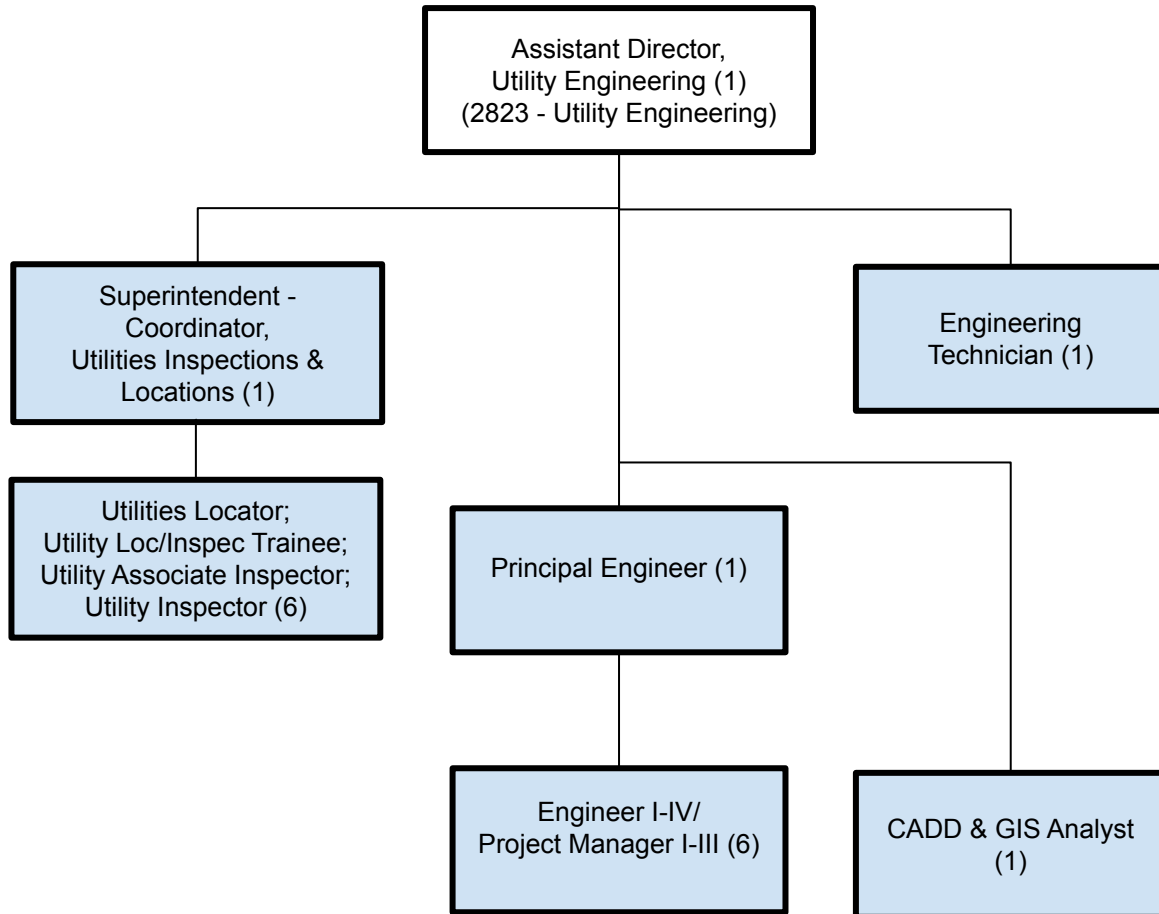 Assistant Director,
Utility Engineering (1)
(2823 - Utility Engineering)
Superintendent -
Coordinator,
Utilities Inspections &
Locations (1)
Engineering
Technician (1)
Utilities Locator;
Utility Loc/Inspec Trainee;
Utility Associate Inspector;
Utility Inspector (6)
Principal Engineer (1)
Engineer I-IV/
Project Manager I-III (6)
CADD & GIS Analyst
(1)